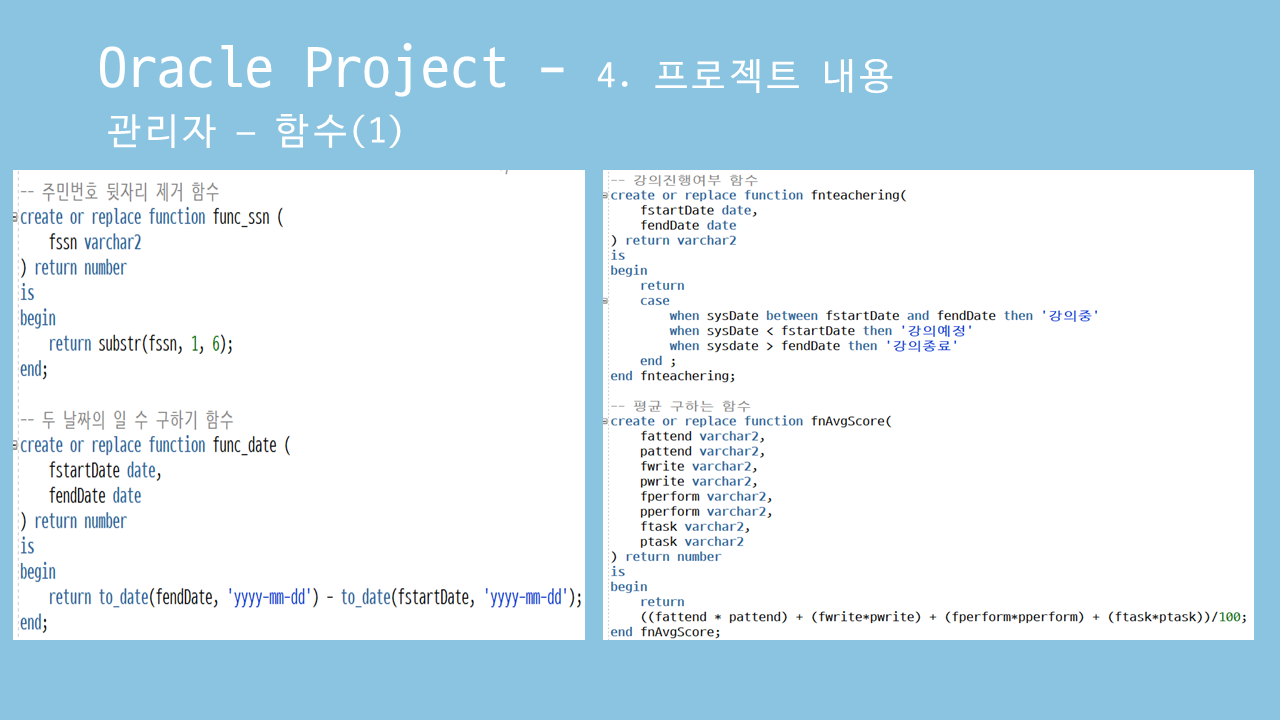 Oracle Project - 4. 프로젝트 내용
관리자 – 함수(1)
-- 주민번호 뒷자리 제거 함수
create or replace function func_ssn (
    fssn varchar2
) return number
is
begin
    return substr(fssn, 1, 6);
end;
-- 두 날짜의 일 수 구하기 함수
create or replace function func_date (
    fstartDate date,
    fendDate date
) return number
is
begin
    return to_date(fendDate, 'yyyy-mm-dd') - to_date(fstartDate, 'yyyy-mm-dd');
end;
-- 강의진행여부 함수
create or replace function fnteachering(
    fstartDate date,
    fendDate date
) return varchar2
is
begin
    return
    case
        when sysDate between fstartDate and fendDate then '강의중'
        when sysDate < fstartDate then '강의예정'
        when sysdate > fendDate then '강의종료'
    end ;
end fnteachering;
-- 평균 구하는 함수
create or replace function fnAvgScore(
    fattend varchar2,
    pattend varchar2,
    fwrite varchar2,
    pwrite varchar2,
    fperform varchar2,
    pperform varchar2,
    ftask varchar2,
    ptask varchar2
) return number
is
begin
    return
    ((fattend * pattend) + (fwrite*pwrite) + (fperform*pperform) + (ftask*ptask))/100;
end fnAvgScore;